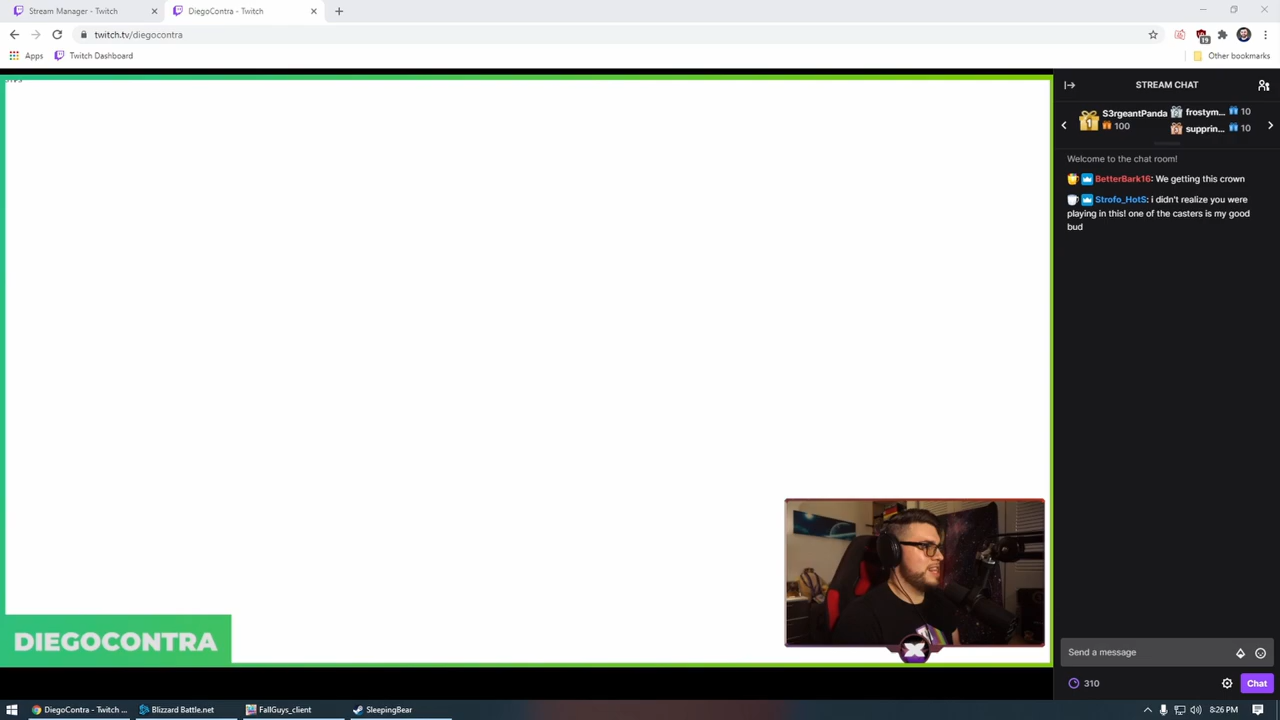 Stream Manager - Twitch
DiegoContra - Twitch
twitch.tv/diegocontra
19
Apps
Twitch Dashboard
Other bookmarks
STREAM CHAT
1
S3rgeantPanda
100
frostym... 10
supprin... 10
Welcome to the chat room!
BetterBark16: We getting this crown
Strofo_HotS: i didn't realize you were
playing in this! one of the casters is my good
bud
DIEGOCONTRA
Send a message
310
Chat
DiegoContra - Twitch ...
Blizzard Battle.net
FallGuys_client
SleepingBear
8:26 PM